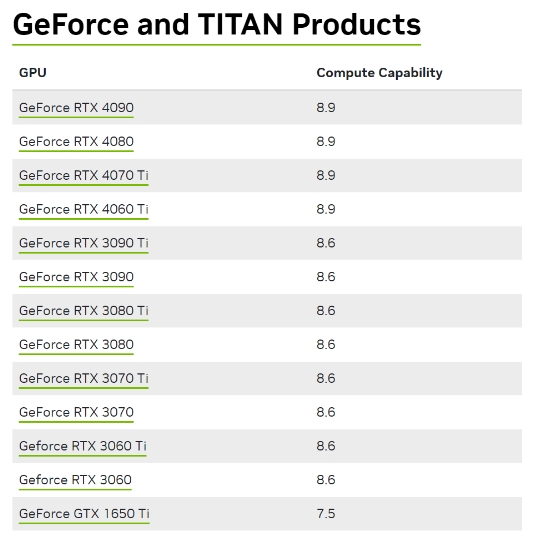 GeForce and TITAN Products
GPU Compute Capability
GeForce RTX 4090 8.9
GeForce RTX 4080 8.9
GeForce RTX 4070 Ti 8.9
GeForce RTX 4060 Ti 8.9
GeForce RTX 3090 Ti 8.6
GeForce RTX 3090 8.6
GeForce RTX 3080 Ti 8.6
GeForce RTX 3080 8.6
GeForce RTX 3070 Ti 8.6
GeForce RTX 3070 8.6
Geforce RTX 3060 Ti 8.6
Geforce RTX 3060 8.6
GeForce GTX 1650 Ti 7.5